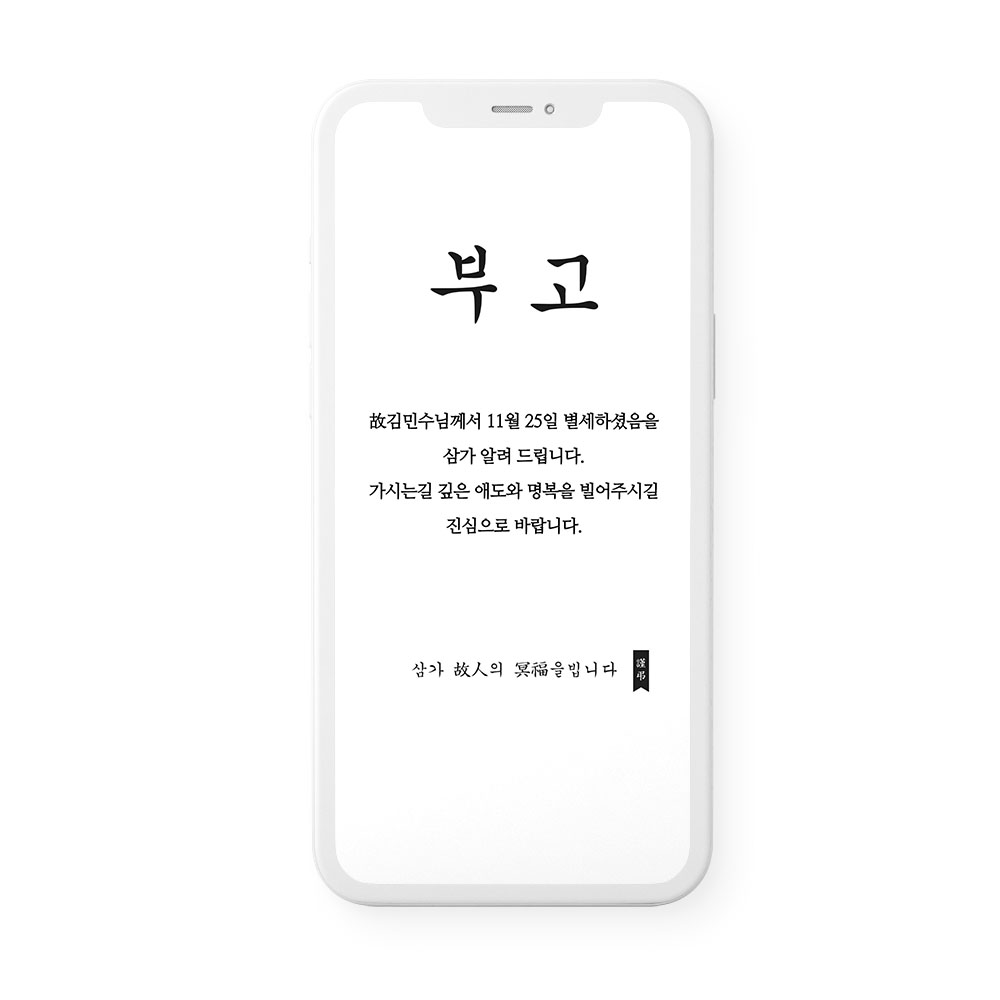 부 고
故김민수님께서 11월 25일 별세하셨음을
삼가 알려 드립니다.
가시는길 깊은 애도와 명복을 빌어주시길
진심으로 바랍니다.
삼가 故人의 冥福을빕니다
謹弔